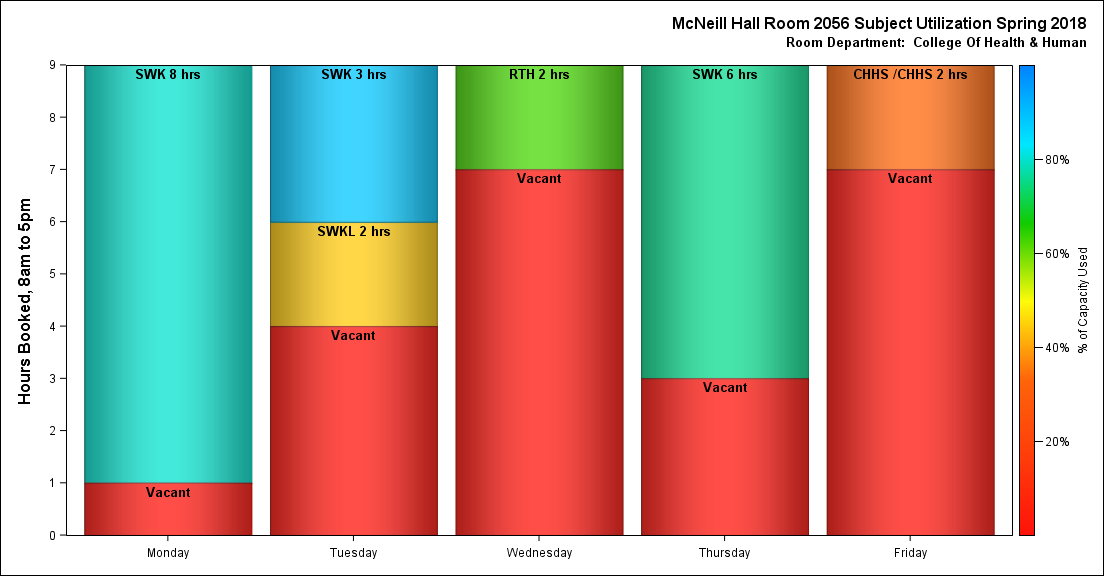 McNeill Hall Room 2056 Subject Utilization Spring 2018
Room Department:  College Of Health & Human
Hours Booked, 8am to 5pm
9
8
7
6
5
4
3
2
1
0
SWK 8 hrs
Vacant
SWK 3 hrs
SWKL 2 hrs
Vacant
RTH 2 hrs
Vacant
SWK 6 hrs
Vacant
CHHS /CHHS 2 hrs
Vacant
Monday
Tuesday
Wednesday
Thursday
Friday
80%
60%
40%
20%
% of Capacity Used